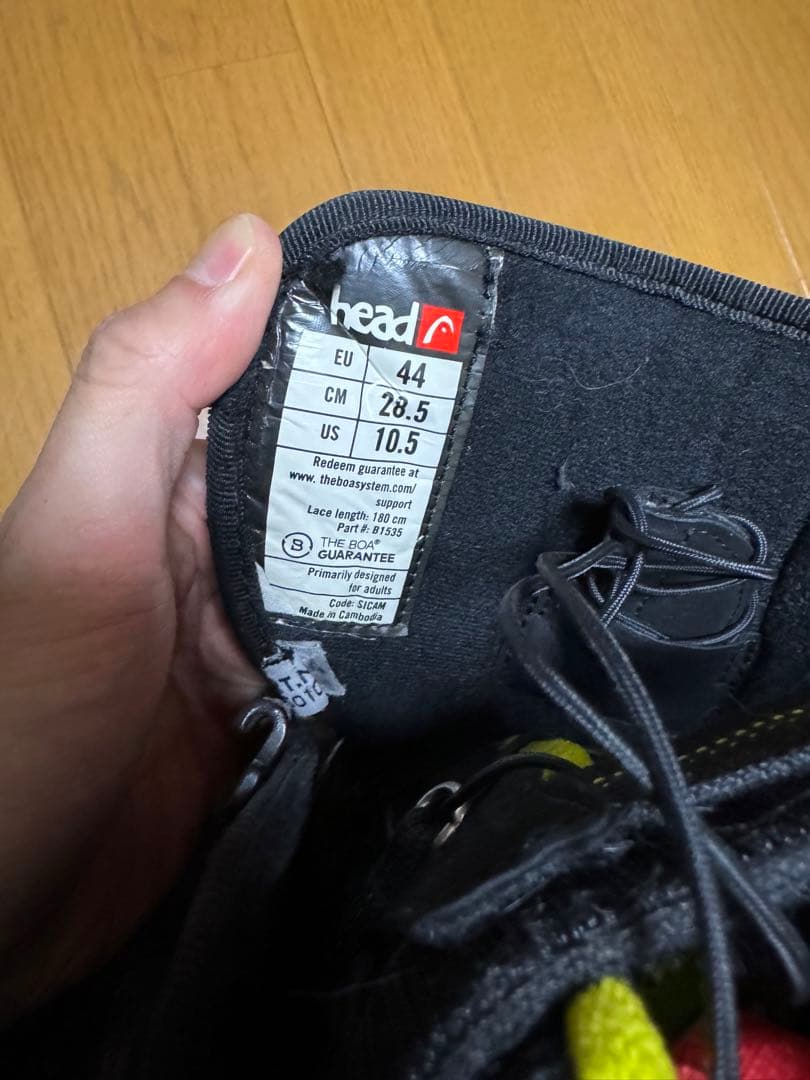 head
EU 44
CM 28.5
US 10.5
Redeem guarantee at
www. theboasystem.com/
support
Lace length: 180 cm
Part #: B1535
B THE BOA®
GUARANTEE
Primarily designed
for adults
Code: SICAM
Made in Cambodia